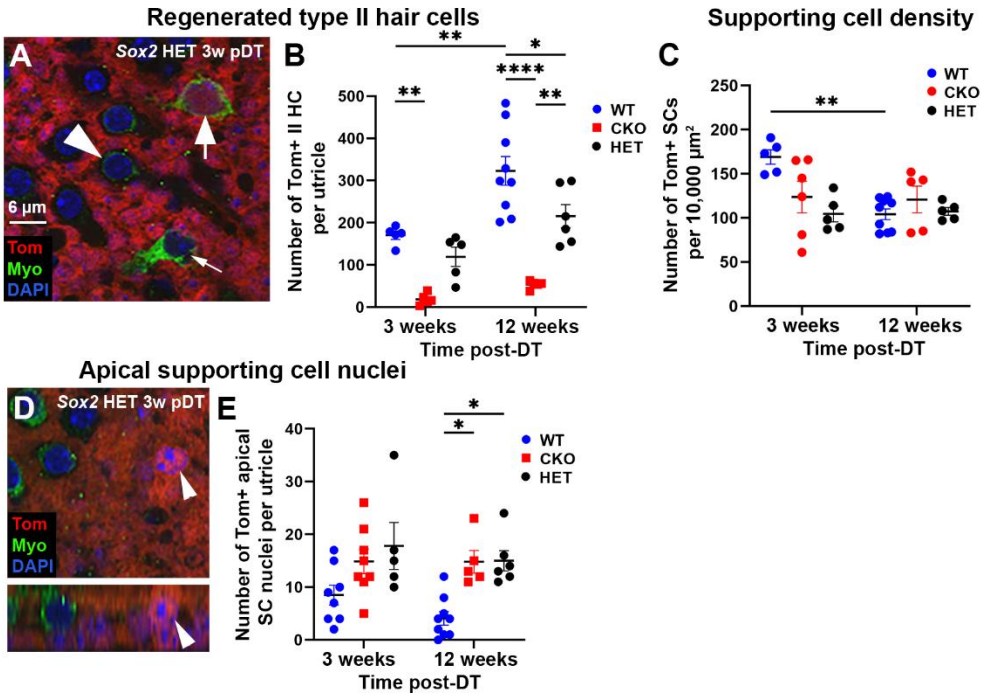 Regenerated type II hair cells
Supporting cell density
A
Sox2 HET 3w pDT
6 µm
Tom
Myo
DAPI
B
Number of Tom+ II HC
per utricle
500
400
300
200
100
0
**
*
****
**
**
WT
CKO
HET
3 weeks
12 weeks
Time post-DT
C
Number of Tom+ SCs
per 10,000 µm²
250
200
150
100
50
0
**
WT
CKO
HET
3 weeks
12 weeks
Time post-DT
Apical supporting cell nuclei
D
Sox2 HET 3w pDT
Tom
Myo
DAPI
E
Number of Tom+ apical
SC nuclei per utricle
40
30
20
10
0
*
*
WT
CKO
HET
3 weeks
12 weeks
Time post-DT